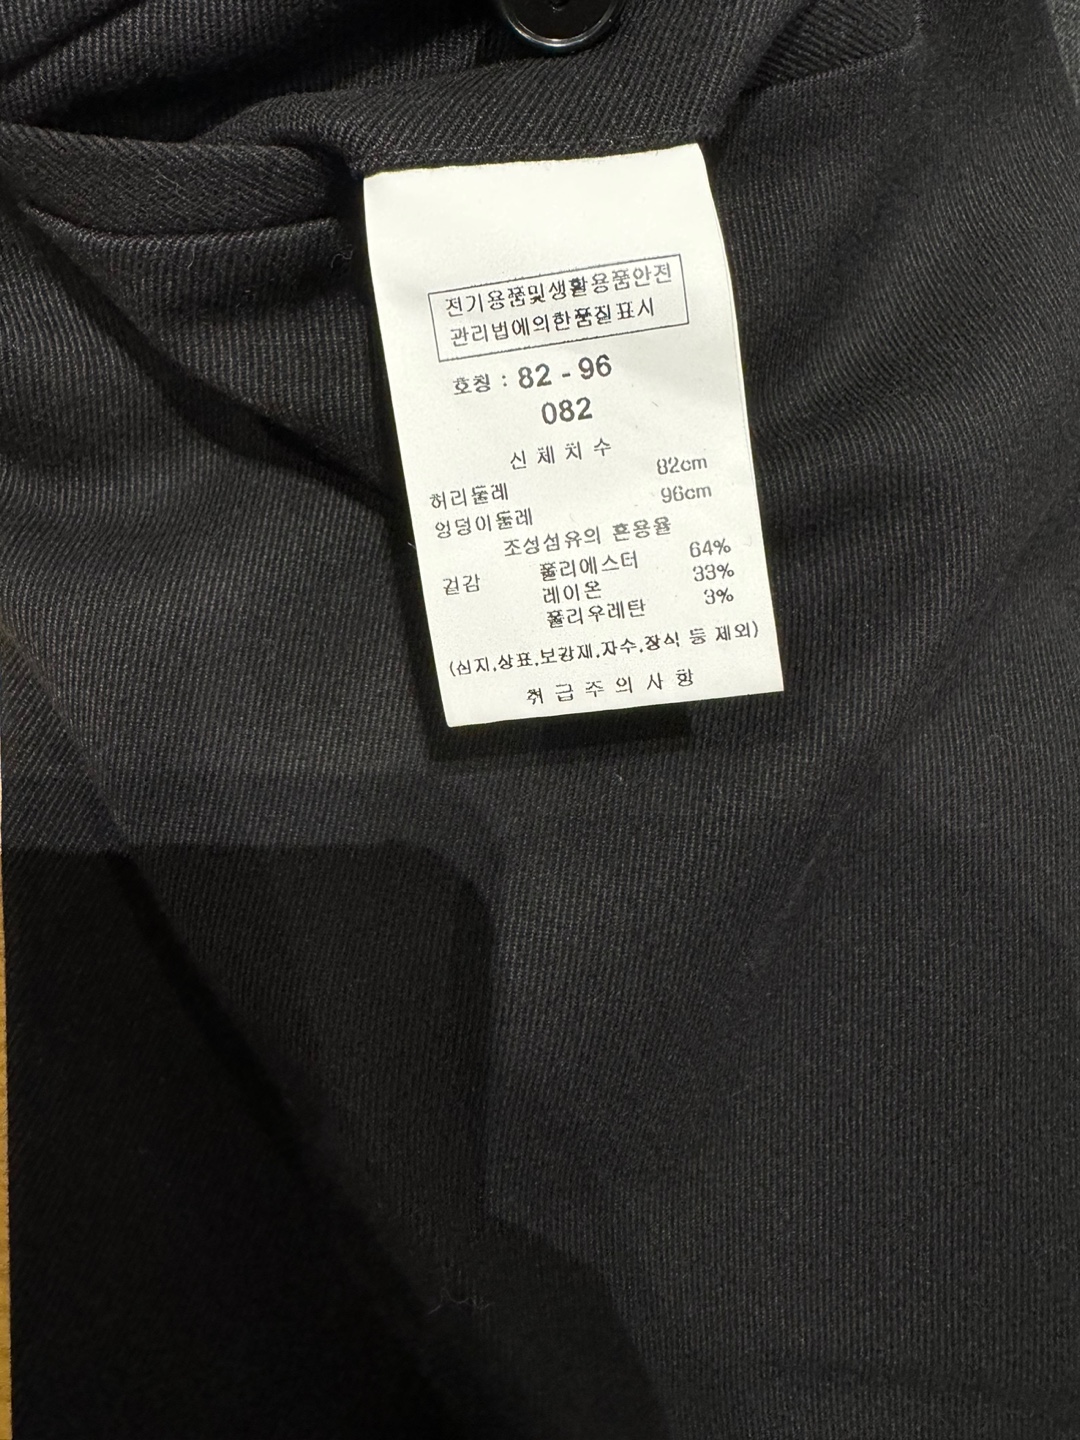 전기용품및생활용품안전
관리법에의한품질표시
호칭 : 82 - 96
082
신 체 치 수
허리둘레 82cm
엉덩이둘레 96cm
조성섬유의 혼용율
겉감 폴리에스터 64%
레이온 33%
폴리우레탄 3%
(심지,상표,보강재,자수,장식 등 제외)
취 급 주 의 사 항